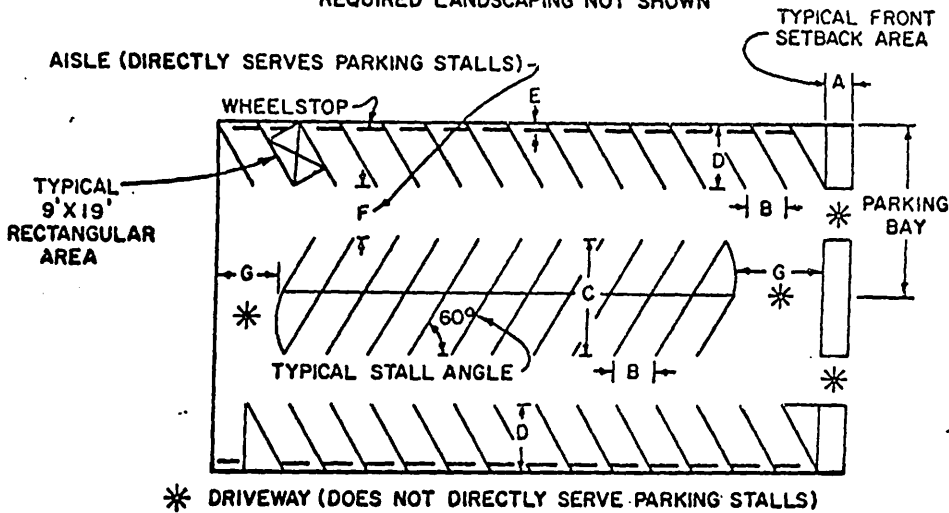 REQUIRED LANDSCAPING NOT SHOWN
TYPICAL FRONT
SETBACK AREA
AISLE (DIRECTLY SERVES PARKING STALLS)
A
WHEELSTOP
E
D
TYPICAL
9'X19'
RECTANGULAR
AREA
F
B
PARKING
BAY
G
G
C
60°
TYPICAL STALL ANGLE
B
D
DRIVEWAY (DOES NOT DIRECTLY SERVE PARKING STALLS)